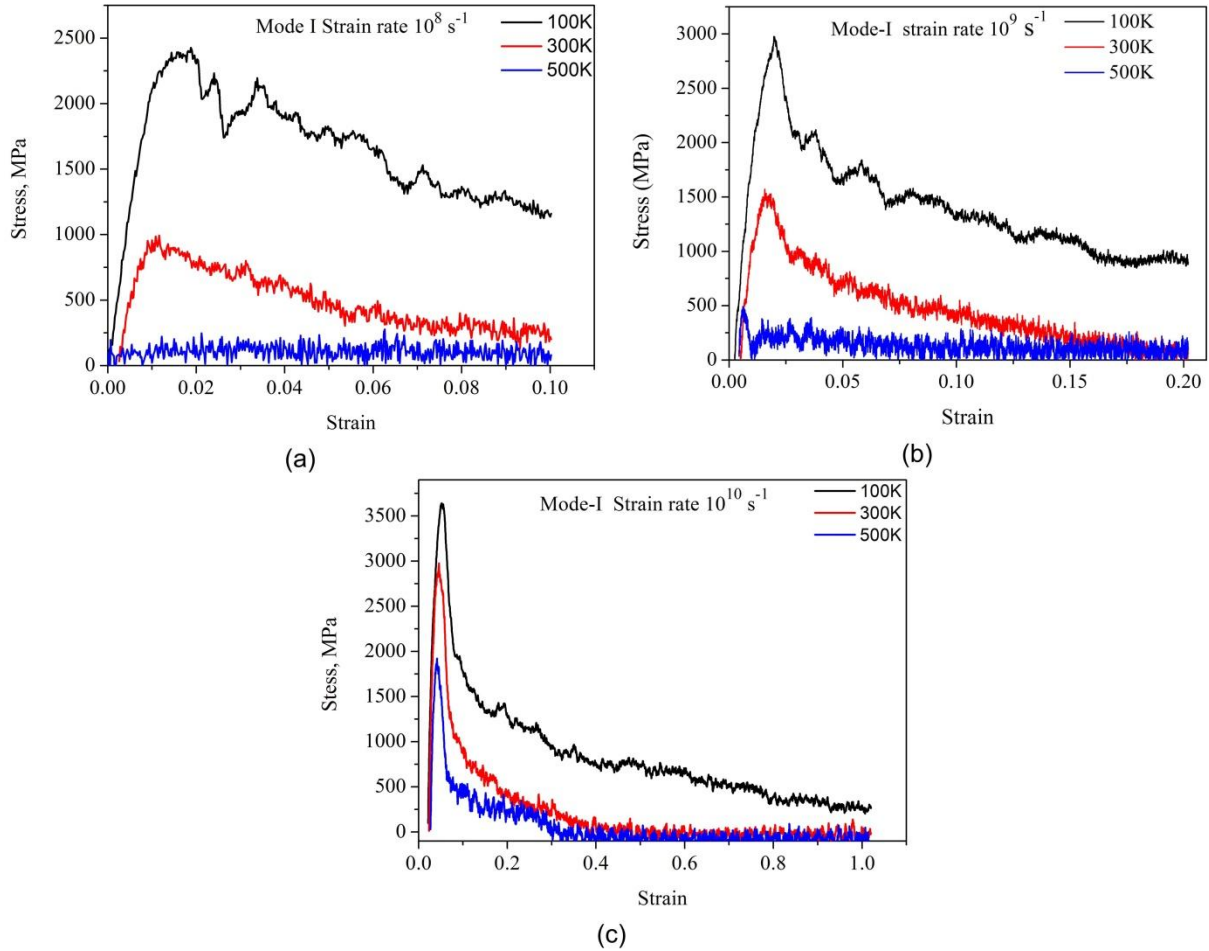 Mode I Strain rate 10⁸ s⁻¹
100K
300K
500K
2500
2000
1500
1000
500
0
0.00 0.02 0.04 0.06 0.08 0.10
Stress, MPa
Strain
(a)
Mode-I strain rate 10⁹ s⁻¹
100K
300K
500K
3000
2500
2000
1500
1000
500
0
0.00 0.05 0.10 0.15 0.20
Stress (MPa)
Strain
(b)
Mode-I Strain rate 10¹⁰ s⁻¹
100K
300K
500K
3500
3000
2500
2000
1500
1000
500
0
0.0 0.2 0.4 0.6 0.8 1.0
Stess, MPa
Strain
(c)